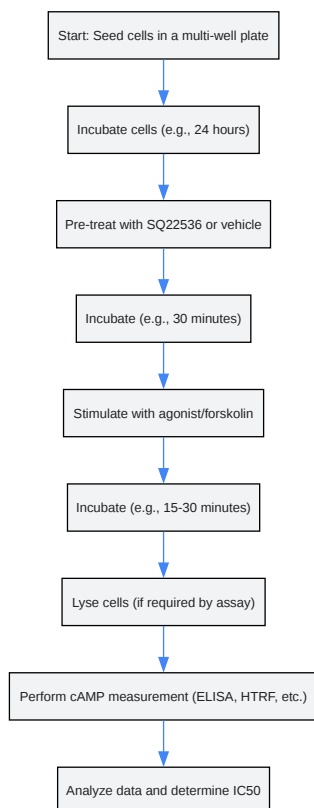 Start: Seed cells in a multi-well plate
Incubate cells (e.g., 24 hours)
Pre-treat with SQ22536 or vehicle
Incubate (e.g., 30 minutes)
Stimulate with agonist/forskolin
Incubate (e.g., 15-30 minutes)
Lyse cells (if required by assay)
Perform cAMP measurement (ELISA, HTRF, etc.)
Analyze data and determine IC50